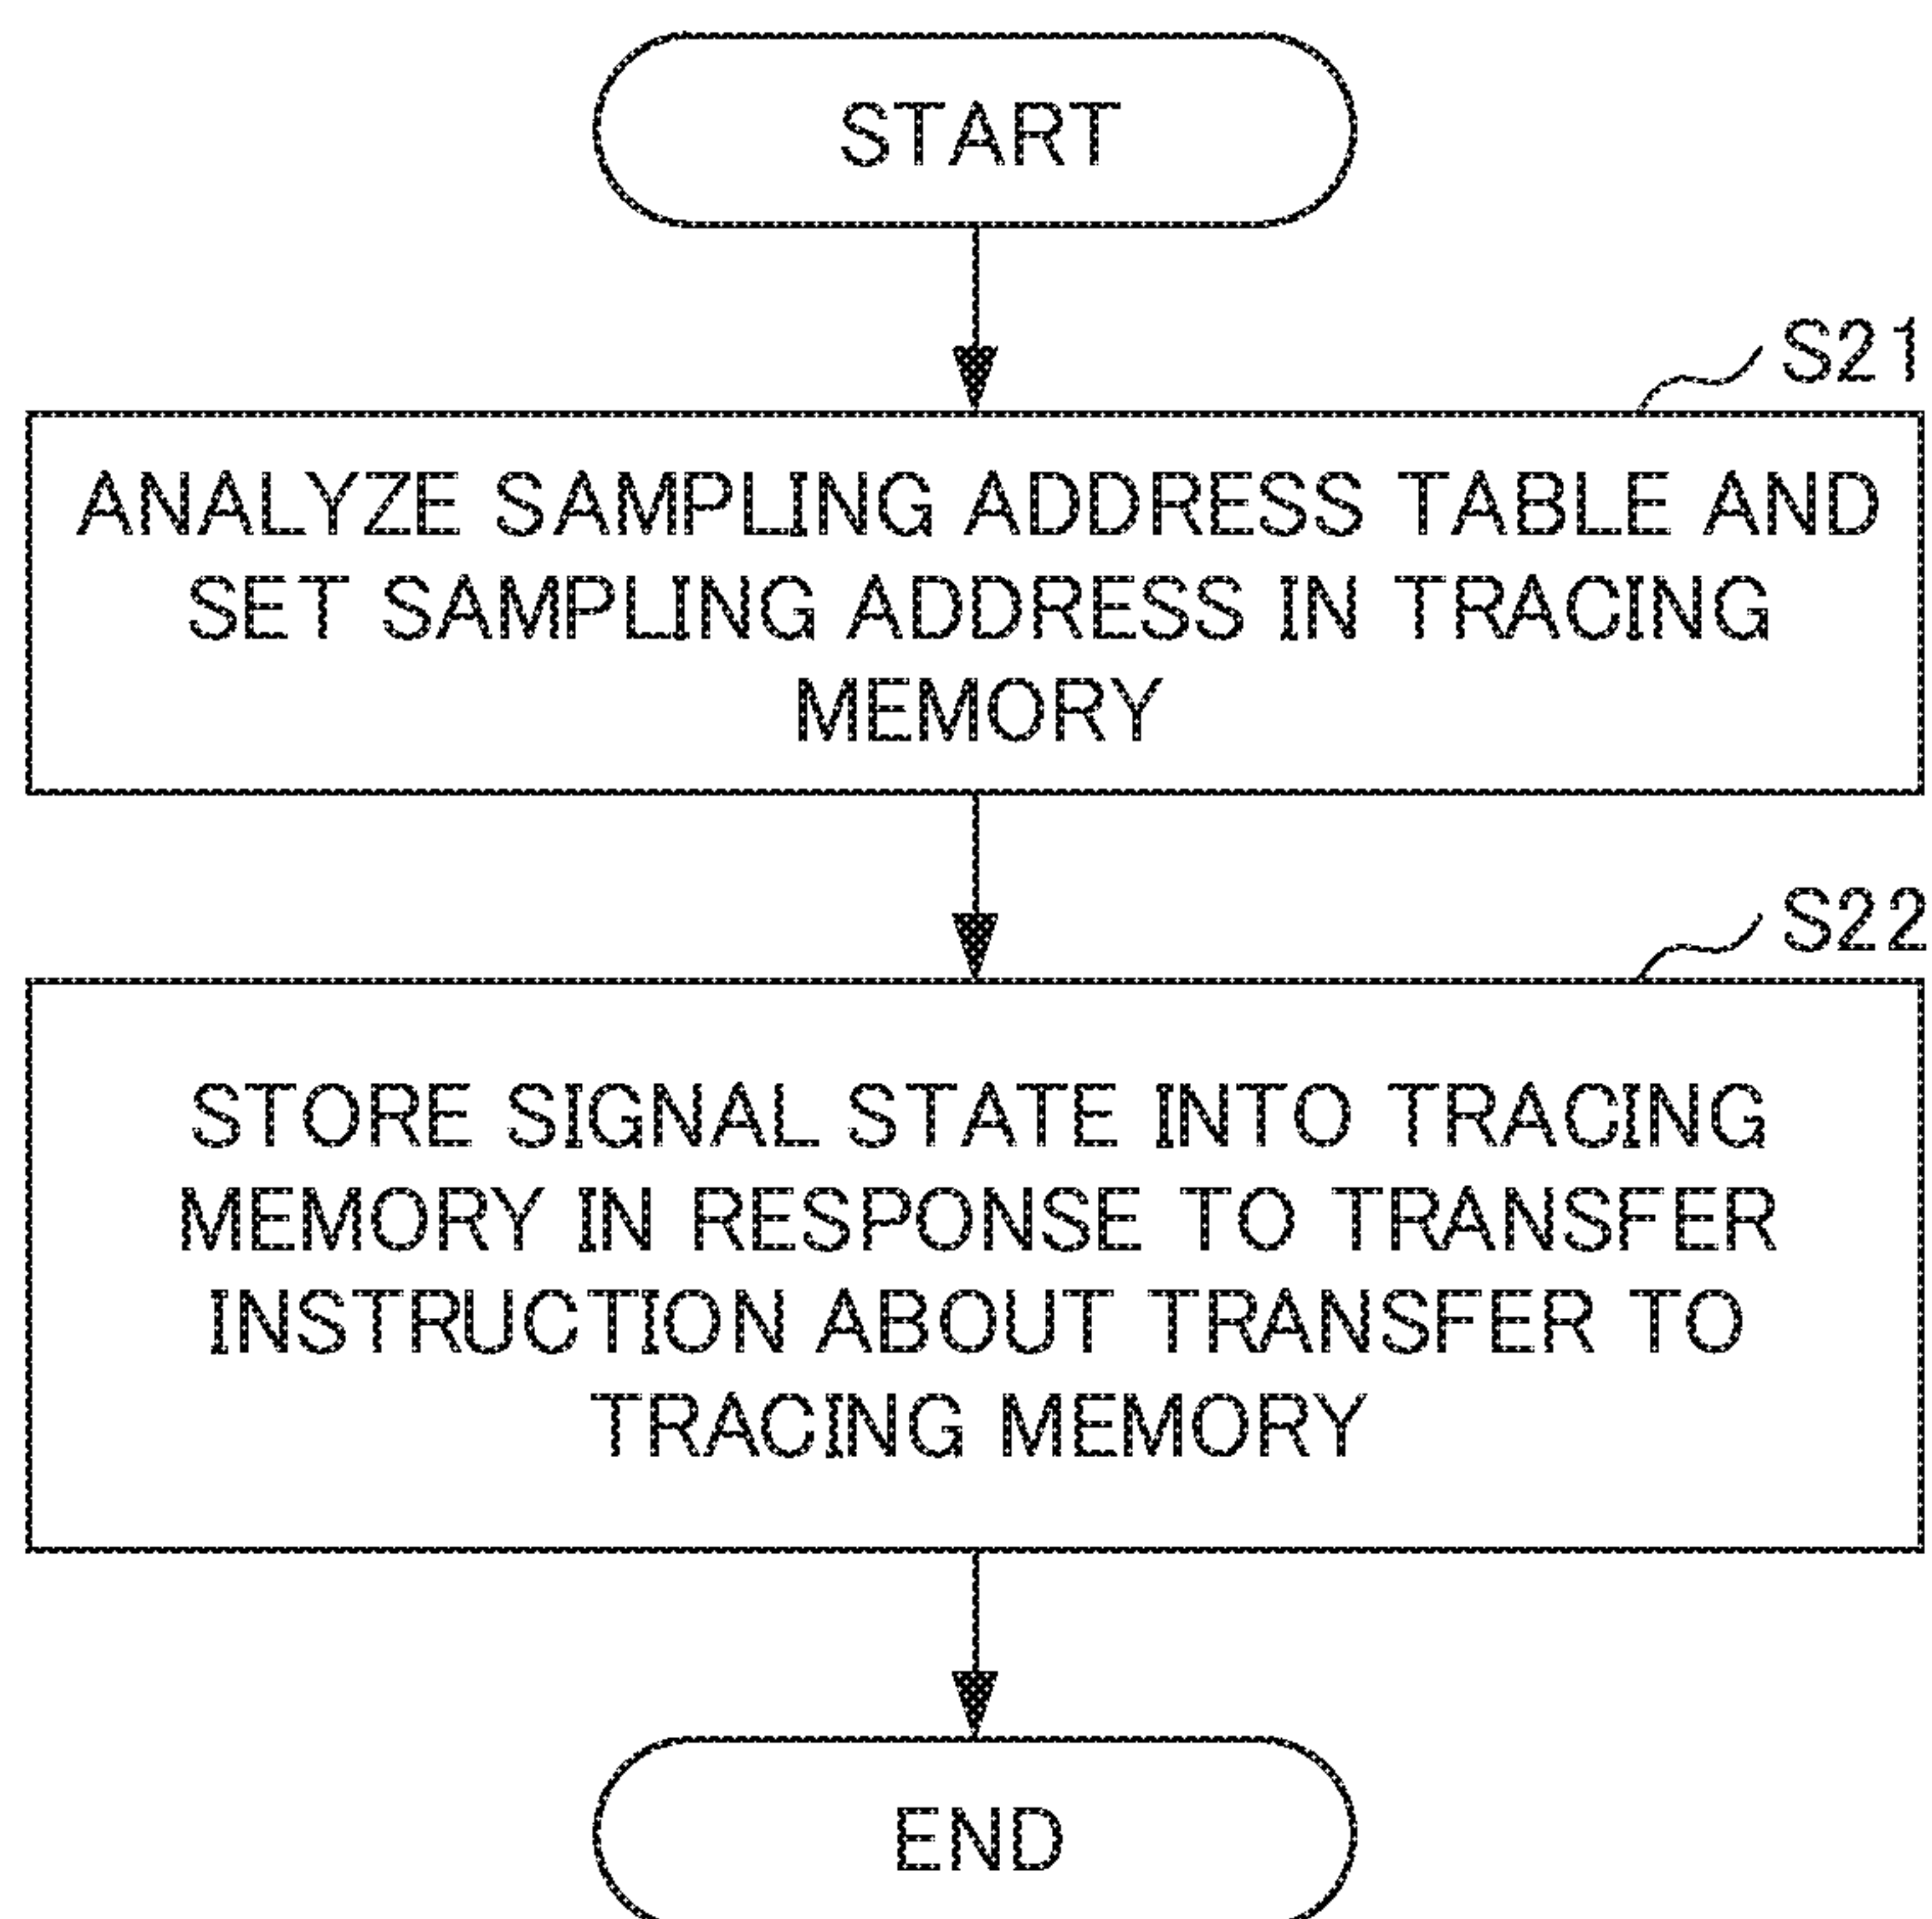 START
S21
ANALYZE SAMPLING ADDRESS TABLE AND
SET SAMPLING ADDRESS IN TRACING
MEMORY
S22
STORE SIGNAL STATE INTO TRACING
MEMORY IN RESPONSE TO TRANSFER
INSTRUCTION ABOUT TRANSFER TO
TRACING MEMORY
END